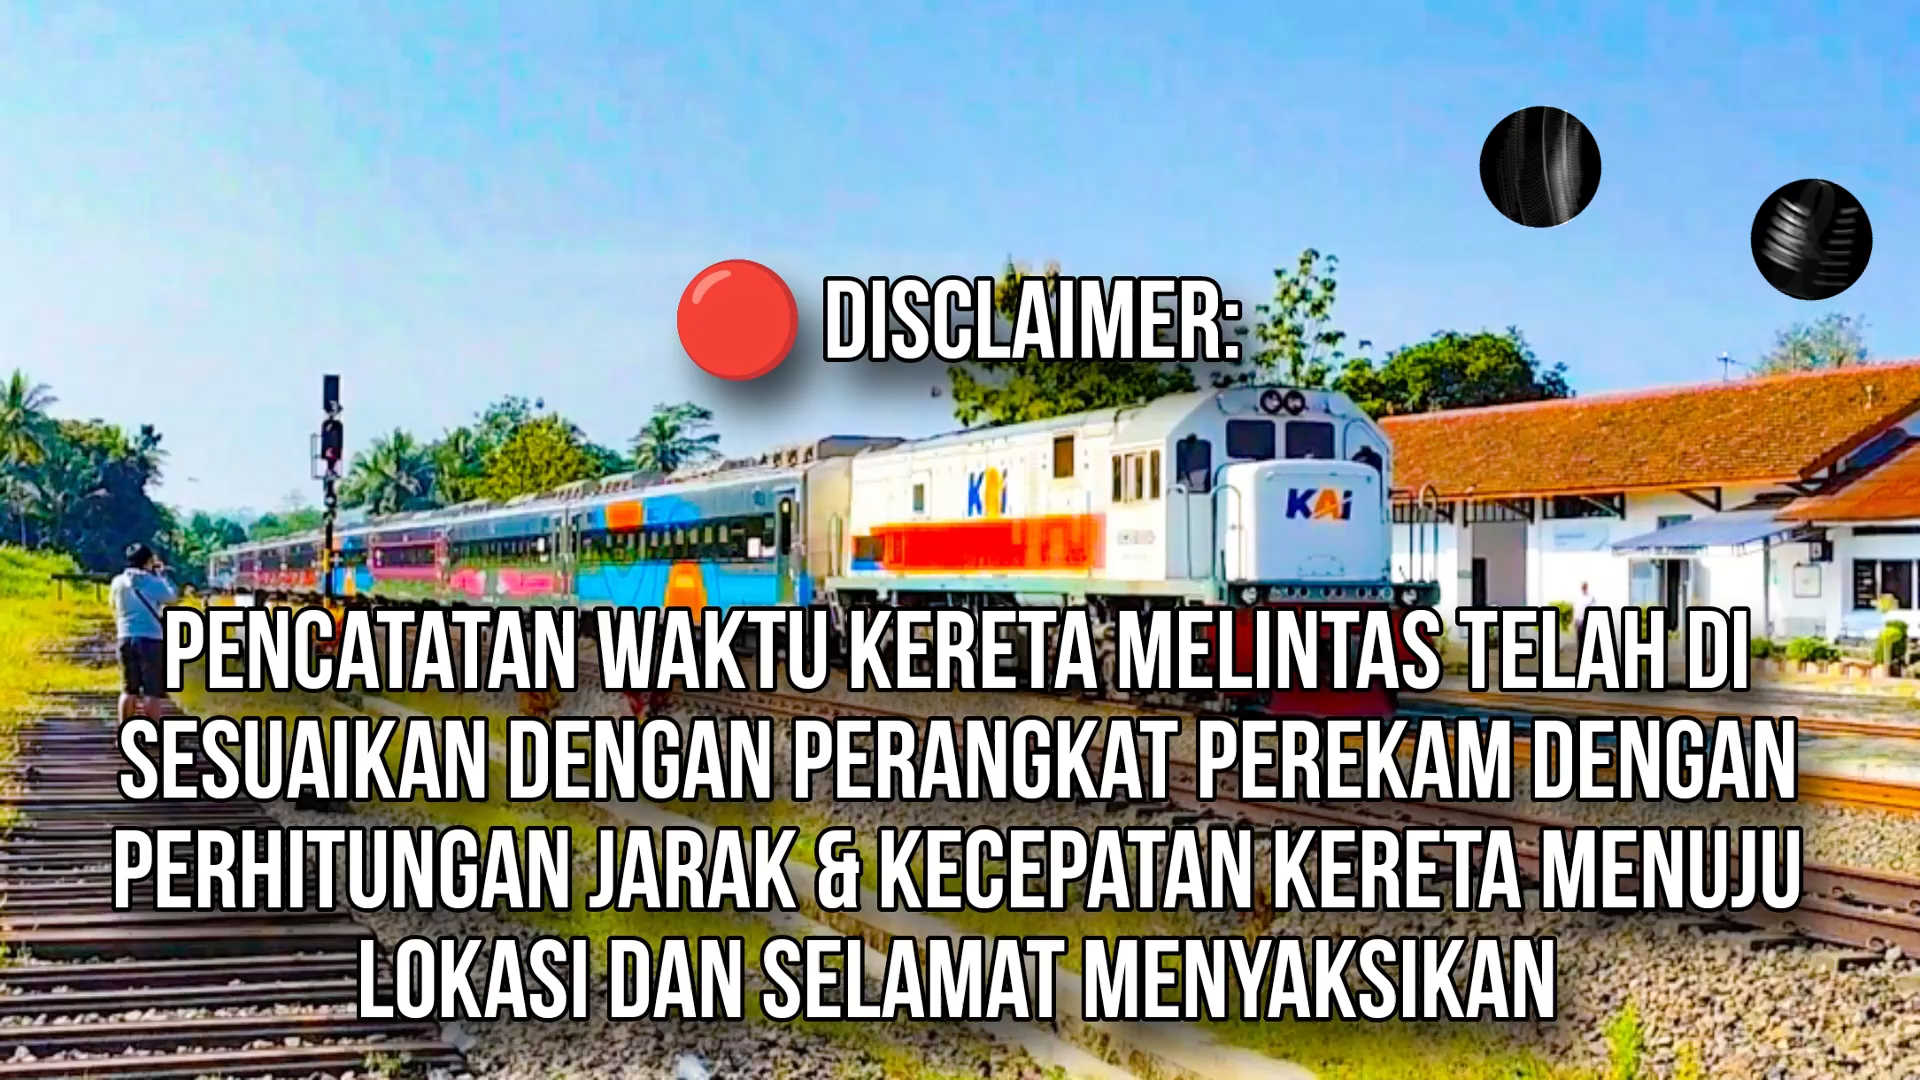 DISCLAIMER:
KAi
KAi
PENCATATAN WAKTU KERETA MELINTAS TELAH DI
SESUAIKAN DENGAN PERANGKAT PEREKAM DENGAN
PERHITUNGAN JARAK & KECEPATAN KERETA MENUJU
LOKASI DAN SELAMAT MENYAKSIKAN